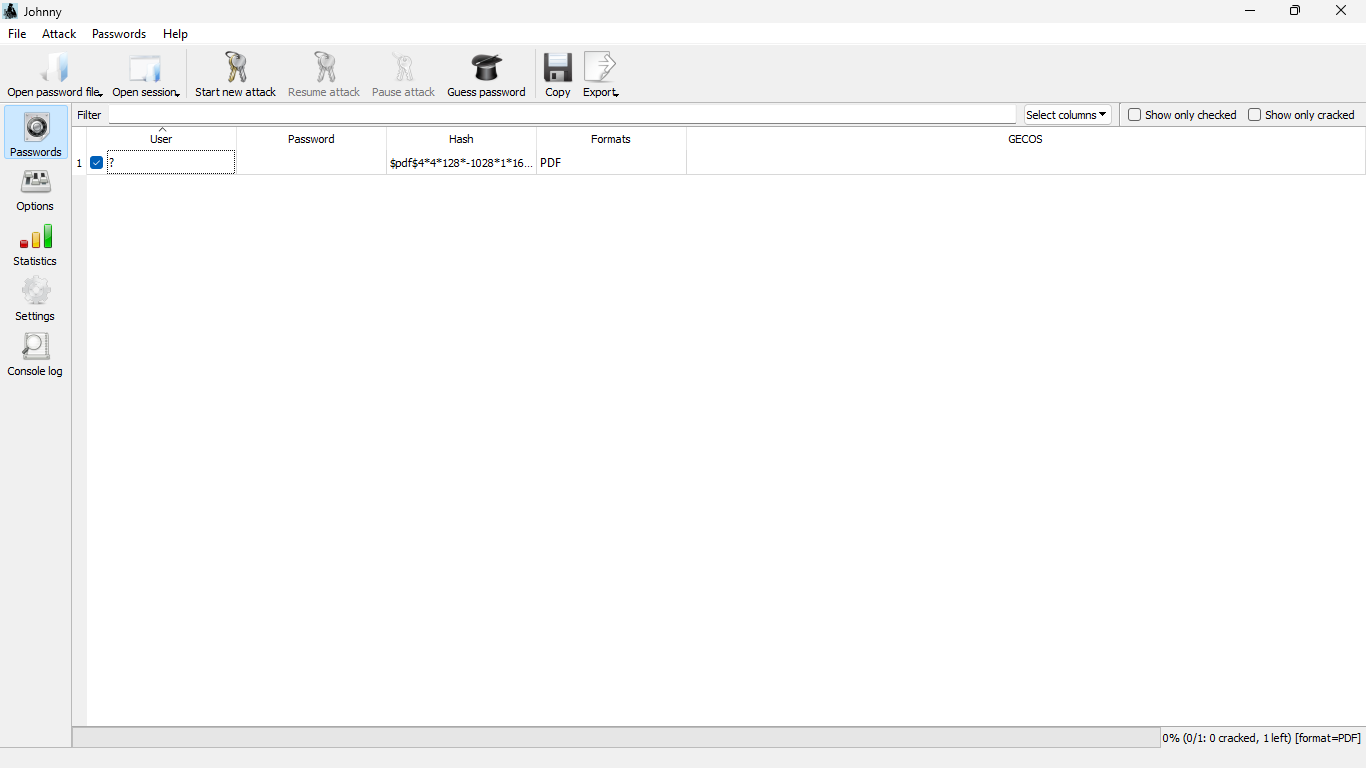 Johnny
File Attack Passwords Help
Open password file Open session Start new attack Resume attack Pause attack Guess password Copy Export
Passwords
Options
Statistics
Settings
Console log
Filter Select columns Show only checked Show only cracked
User Password Hash Formats GECOS
1 ? $pdf$4*4*128*-1028*1*16... PDF
0% (0/1: 0 cracked, 1 left) [format=PDF]